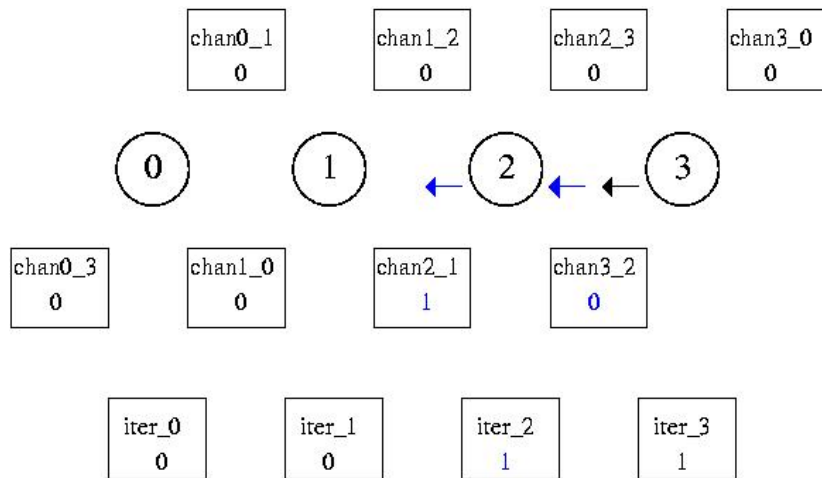 chan0_1 chan1_2 chan2_3 chan3_0
0 0 0 0
0 1 2 3
chan0_3 chan1_0 chan2_1 chan3_2
0 0 1 0
iter_0 iter_1 iter_2 iter_3
0 0 1 1